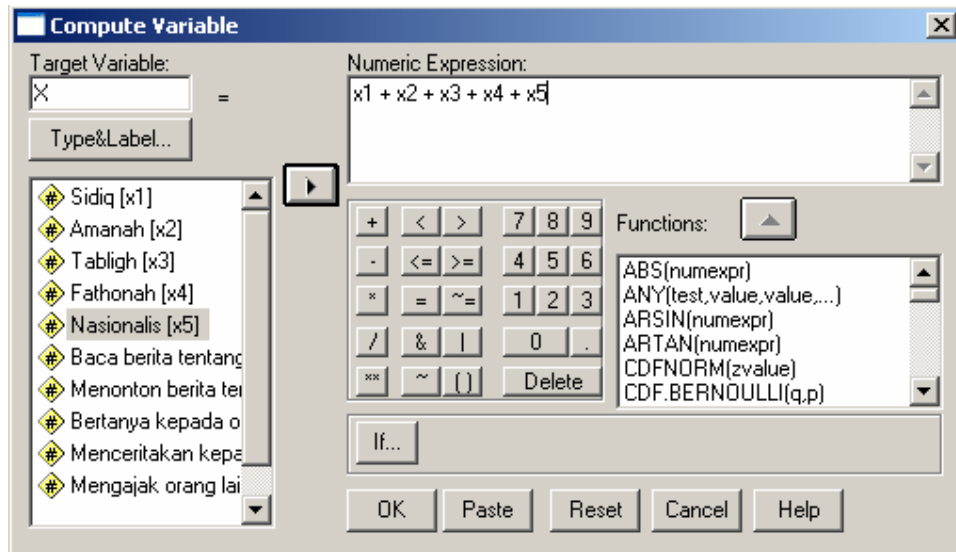 Compute Variable
Target Variable:
X
=
Type&Label...
Numeric Expression:
x1 + x2 + x3 + x4 + x5
Sidiq [x1]
Amanah [x2]
Tabligh [x3]
Fathonah [x4]
Nasionalis [x5]
Baca berita tentang
Menonton berita ter
Bertanya kepada o
Menceritakan kepa
Mengajak orang lai
+ < > 7 8 9
- <= >= 4 5 6
* = ~= 1 2 3
/ & | 0 .
** ~ () Delete
Functions:
ABS(numexpr)
ANY(test,value,value,...)
ARSIN(numexpr)
ARTAN(numexpr)
CDFNORM(zvalue)
CDF.BERNOULLI(q,p)
If...
OK Paste Reset Cancel Help